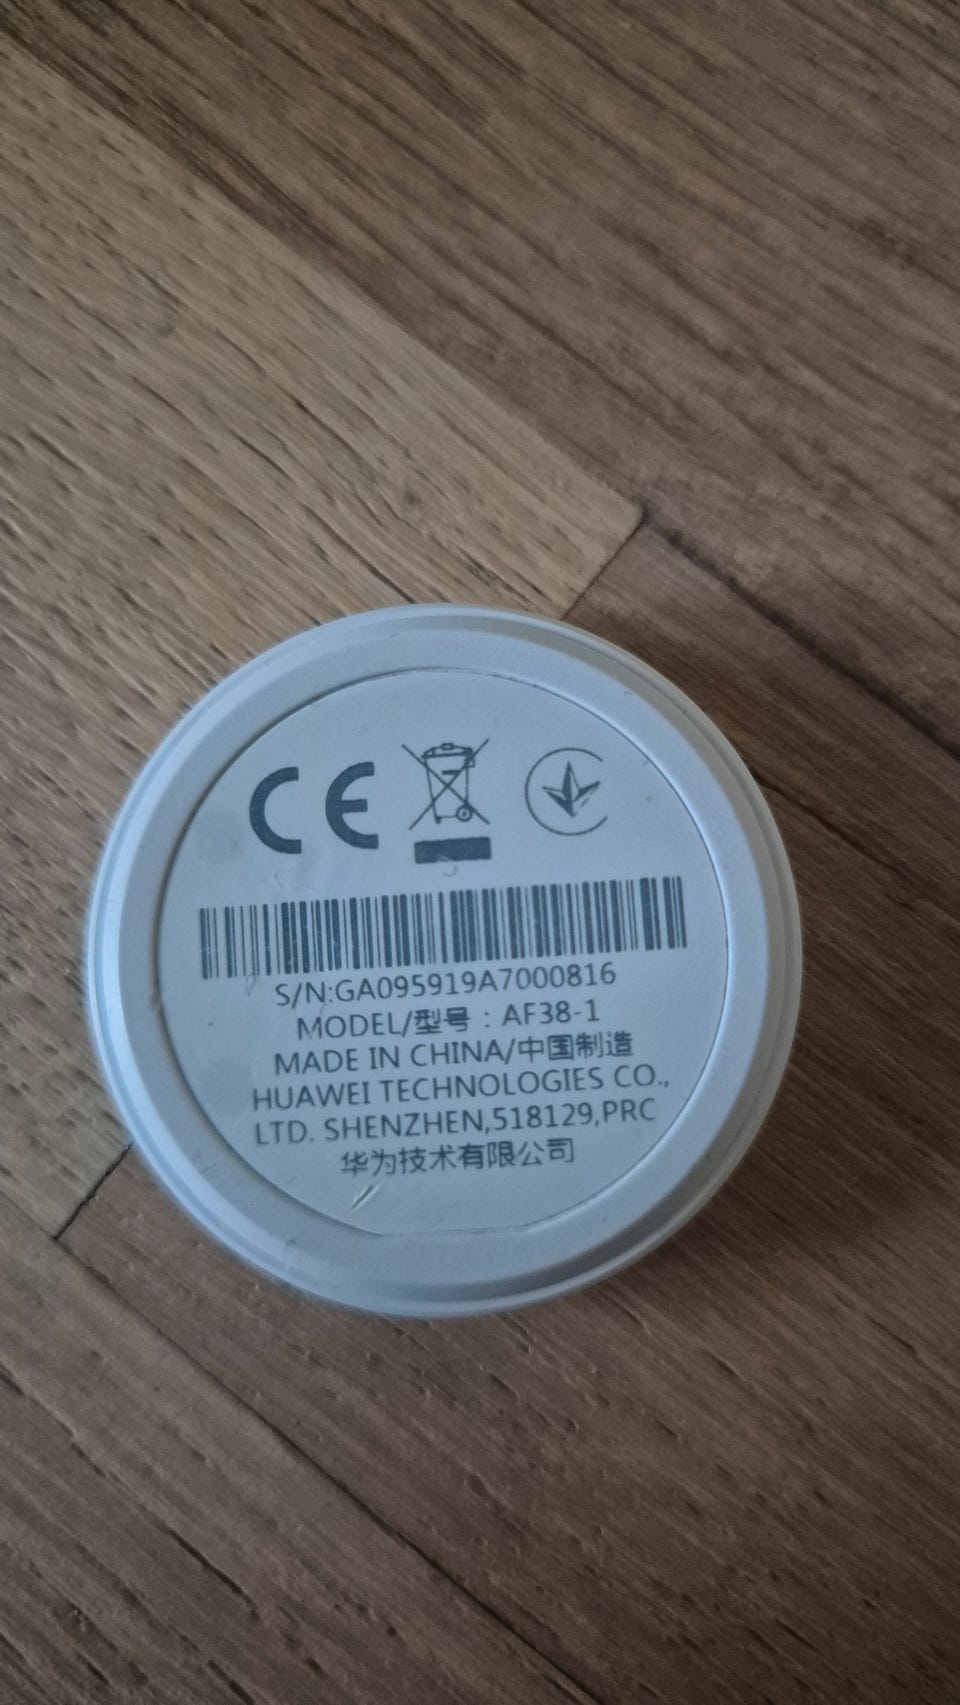 CE
S/N:GA095919A7000816
MODEL/型号：AF38-1
MADE IN CHINA/中国制造
HUAWEI TECHNOLOGIES CO.,
LTD. SHENZHEN,518129,PRC
华为技术有限公司